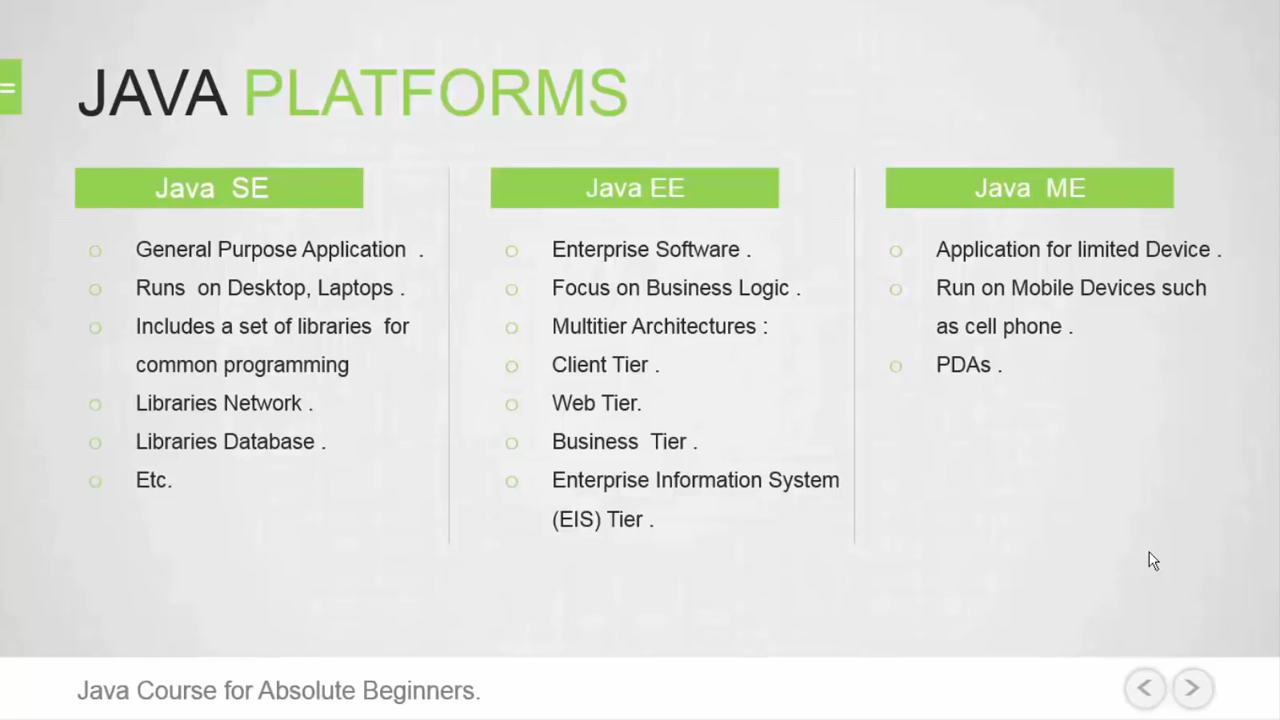 JAVA PLATFORMS
Java  SE
General Purpose Application  .
Runs  on Desktop, Laptops .
Includes a set of libraries  for
common programming
Libraries Network .
Libraries Database .
Etc.
Java EE
Enterprise Software .
Focus on Business Logic .
Multitier Architectures :
Client Tier .
Web Tier.
Business  Tier .
Enterprise Information System
(EIS) Tier .
Java  ME
Application for limited Device .
Run on Mobile Devices such
as cell phone .
PDAs .
Java Course for Absolute Beginners.